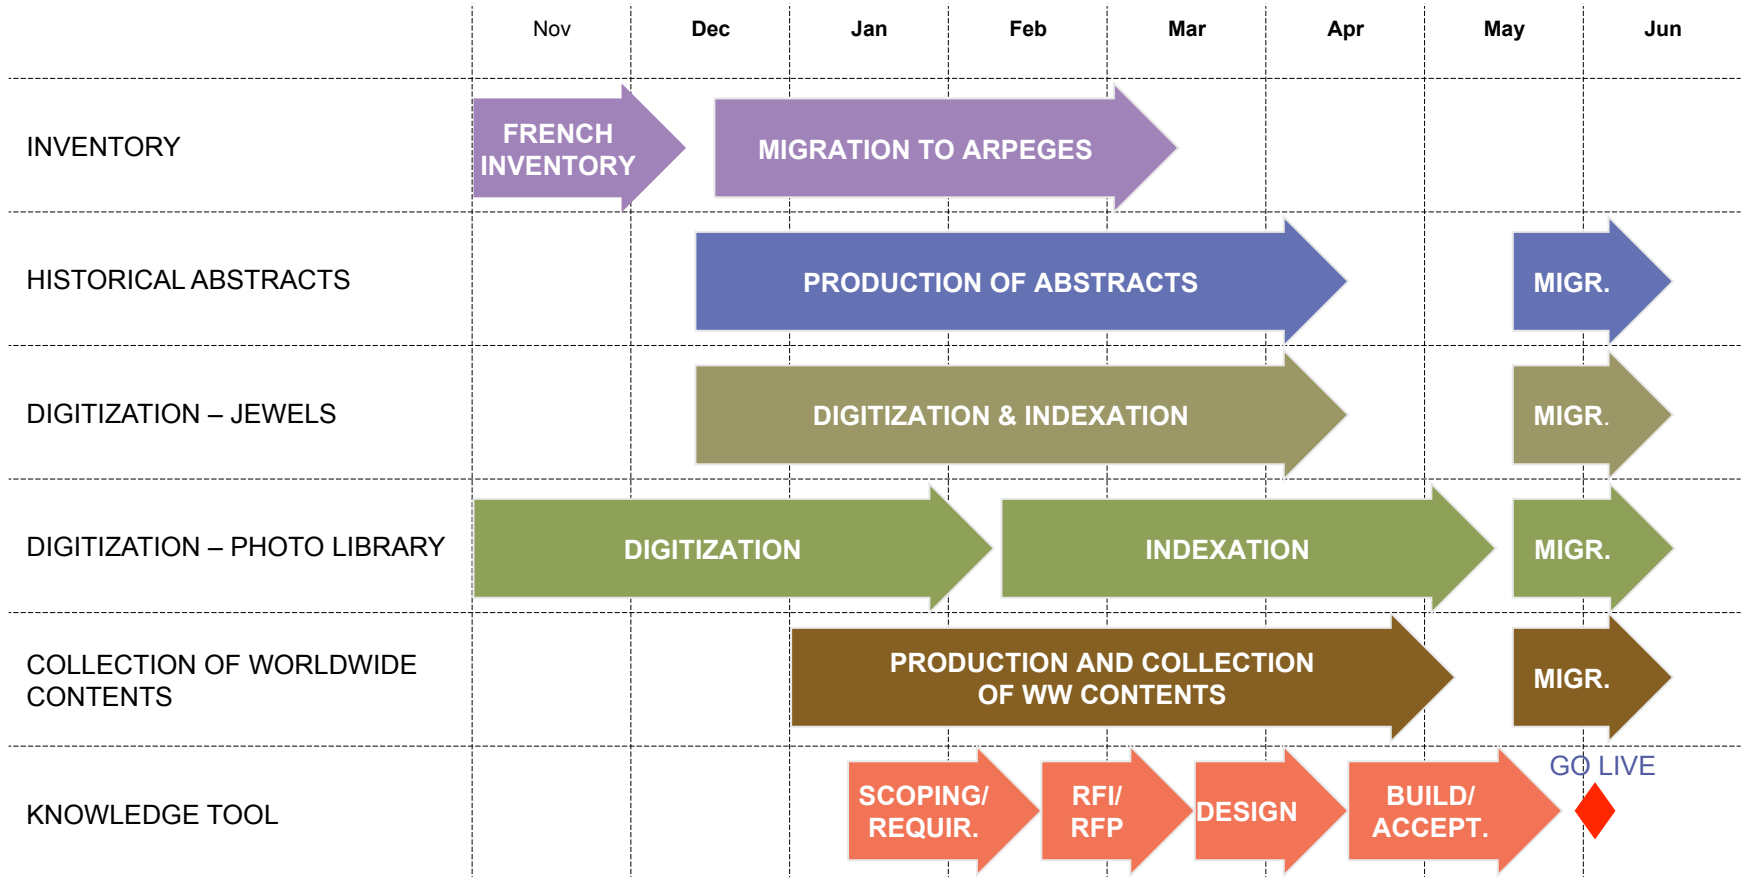 Nov Dec Jan Feb Mar Apr May Jun
INVENTORY
FRENCH
INVENTORY
MIGRATION TO ARPEGES
HISTORICAL ABSTRACTS
PRODUCTION OF ABSTRACTS
MIGR.
DIGITIZATION – JEWELS
DIGITIZATION & INDEXATION
MIGR.
DIGITIZATION – PHOTO LIBRARY
DIGITIZATION
INDEXATION
MIGR.
COLLECTION OF WORLDWIDE
CONTENTS
PRODUCTION AND COLLECTION
OF WW CONTENTS
MIGR.
KNOWLEDGE TOOL
SCOPING/
REQUIR.
RFI/
RFP
DESIGN
BUILD/
ACCEPT.
GO LIVE